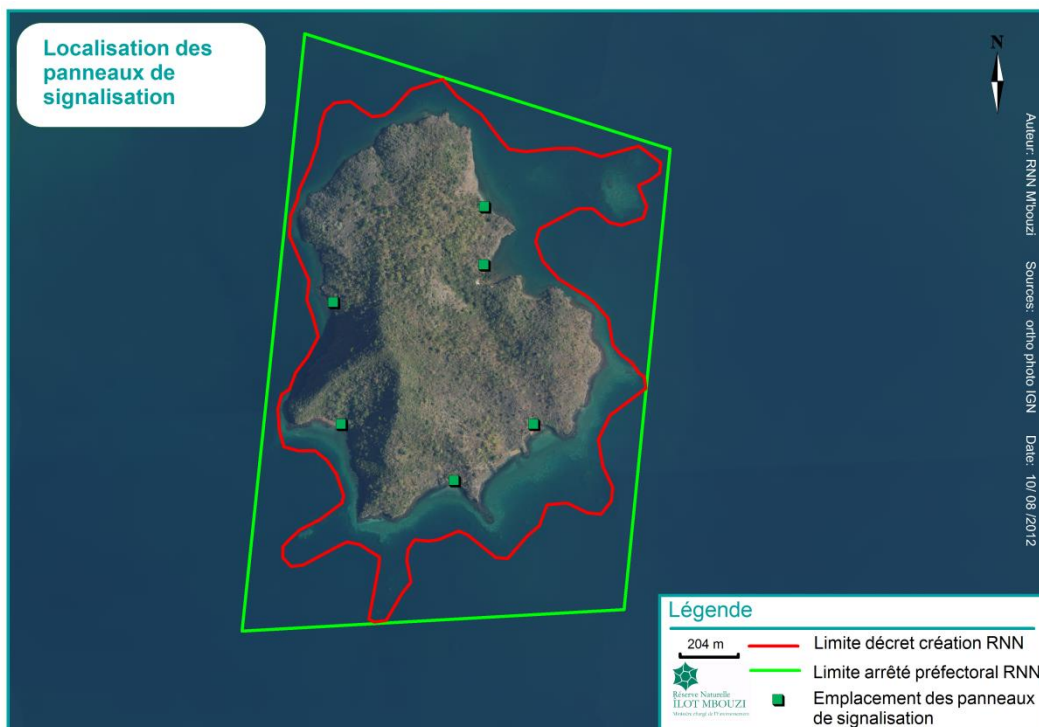 Localisation des
panneaux de
signalisation
N
Auteur: RNN M'bouzi Sources: ortho photo IGN Date: 10/ 08 /2012
Légende
204 m
Limite décret création RNN
Limite arrêté préfectoral RNN
Réserve Naturelle
ILOT MBOUZI
Emplacement des panneaux
de signalisation